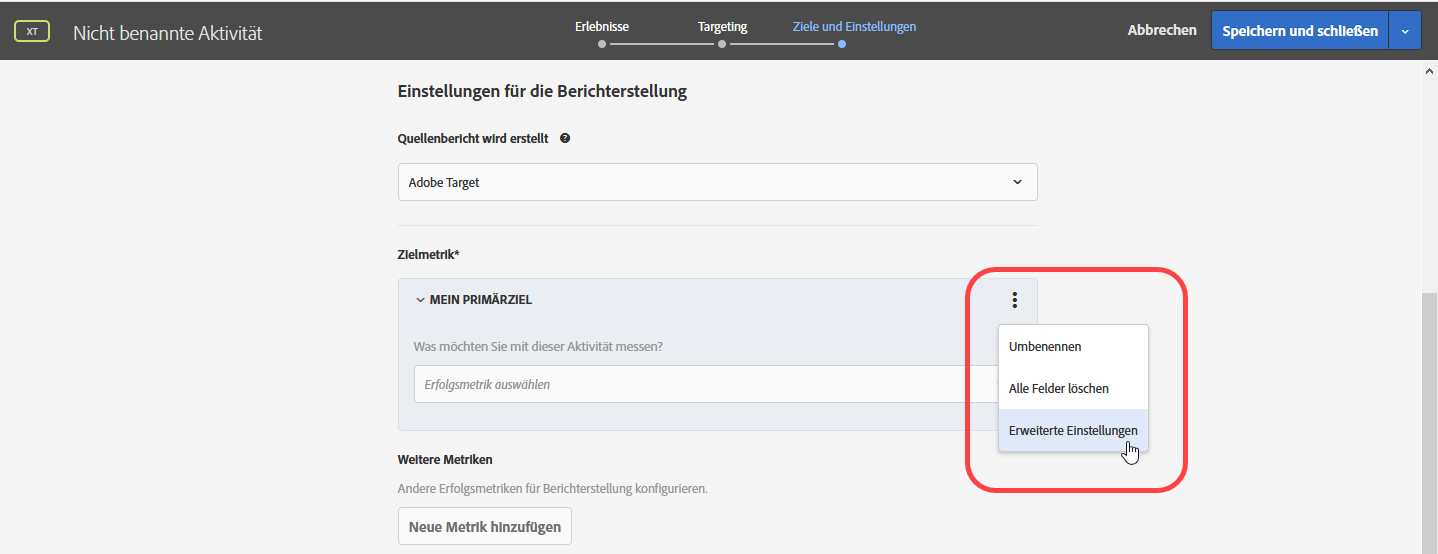 XT
Nicht benannte Aktivität
Erlebnisse
Targeting
Ziele und Einstellungen
Abbrechen
Speichern und schließen
Einstellungen für die Berichterstellung
Quellenbericht wird erstellt
Adobe Target
Zielmetrik*
MEIN PRIMÄRZIEL
Was möchten Sie mit dieser Aktivität messen?
Erfolgsmetrik auswählen
Umbenennen
Alle Felder löschen
Erweiterte Einstellungen
Weitere Metriken
Andere Erfolgsmetriken für Berichterstellung konfigurieren.
Neue Metrik hinzufügen